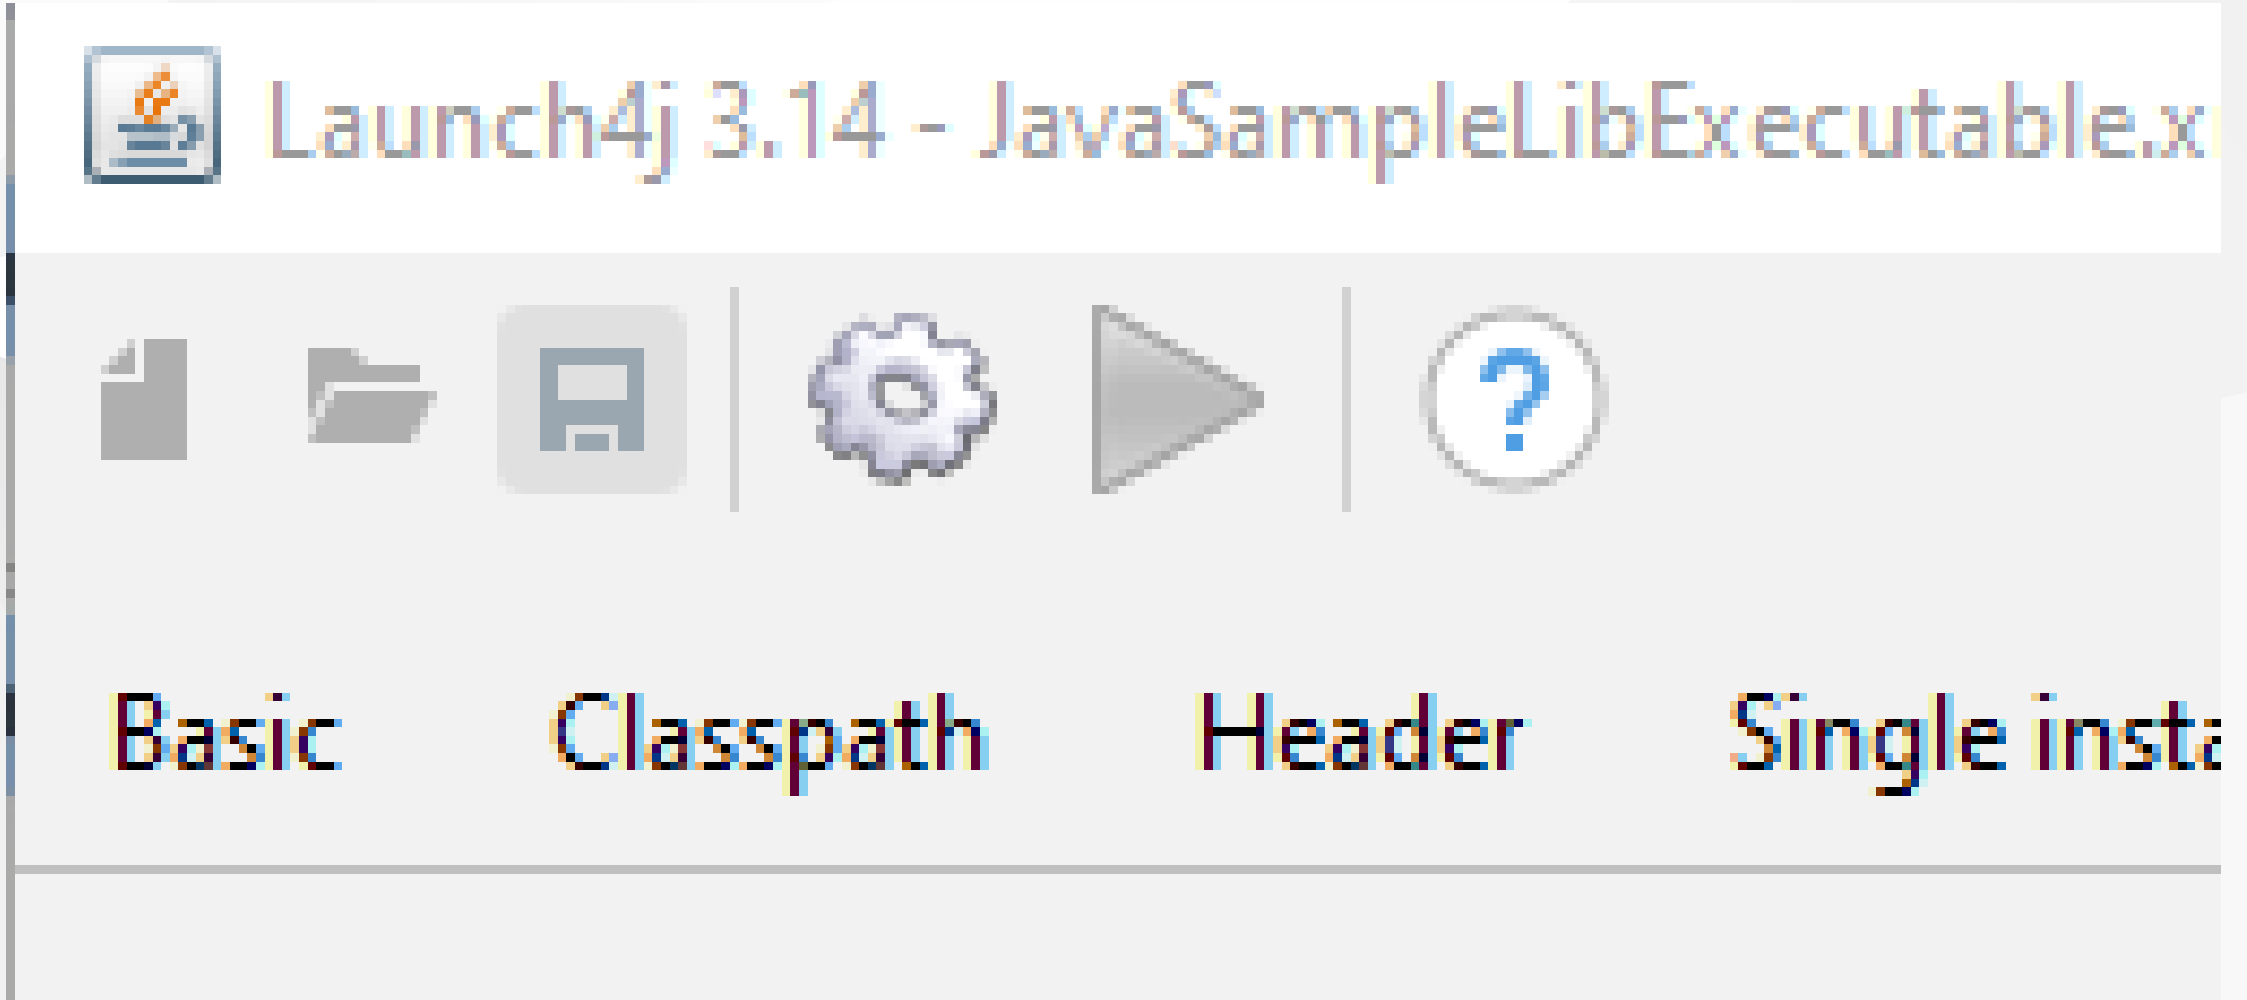 Launch4j 3.14 - JavaSampleLibExecutable.x
?
Basic Classpath Header Single insta